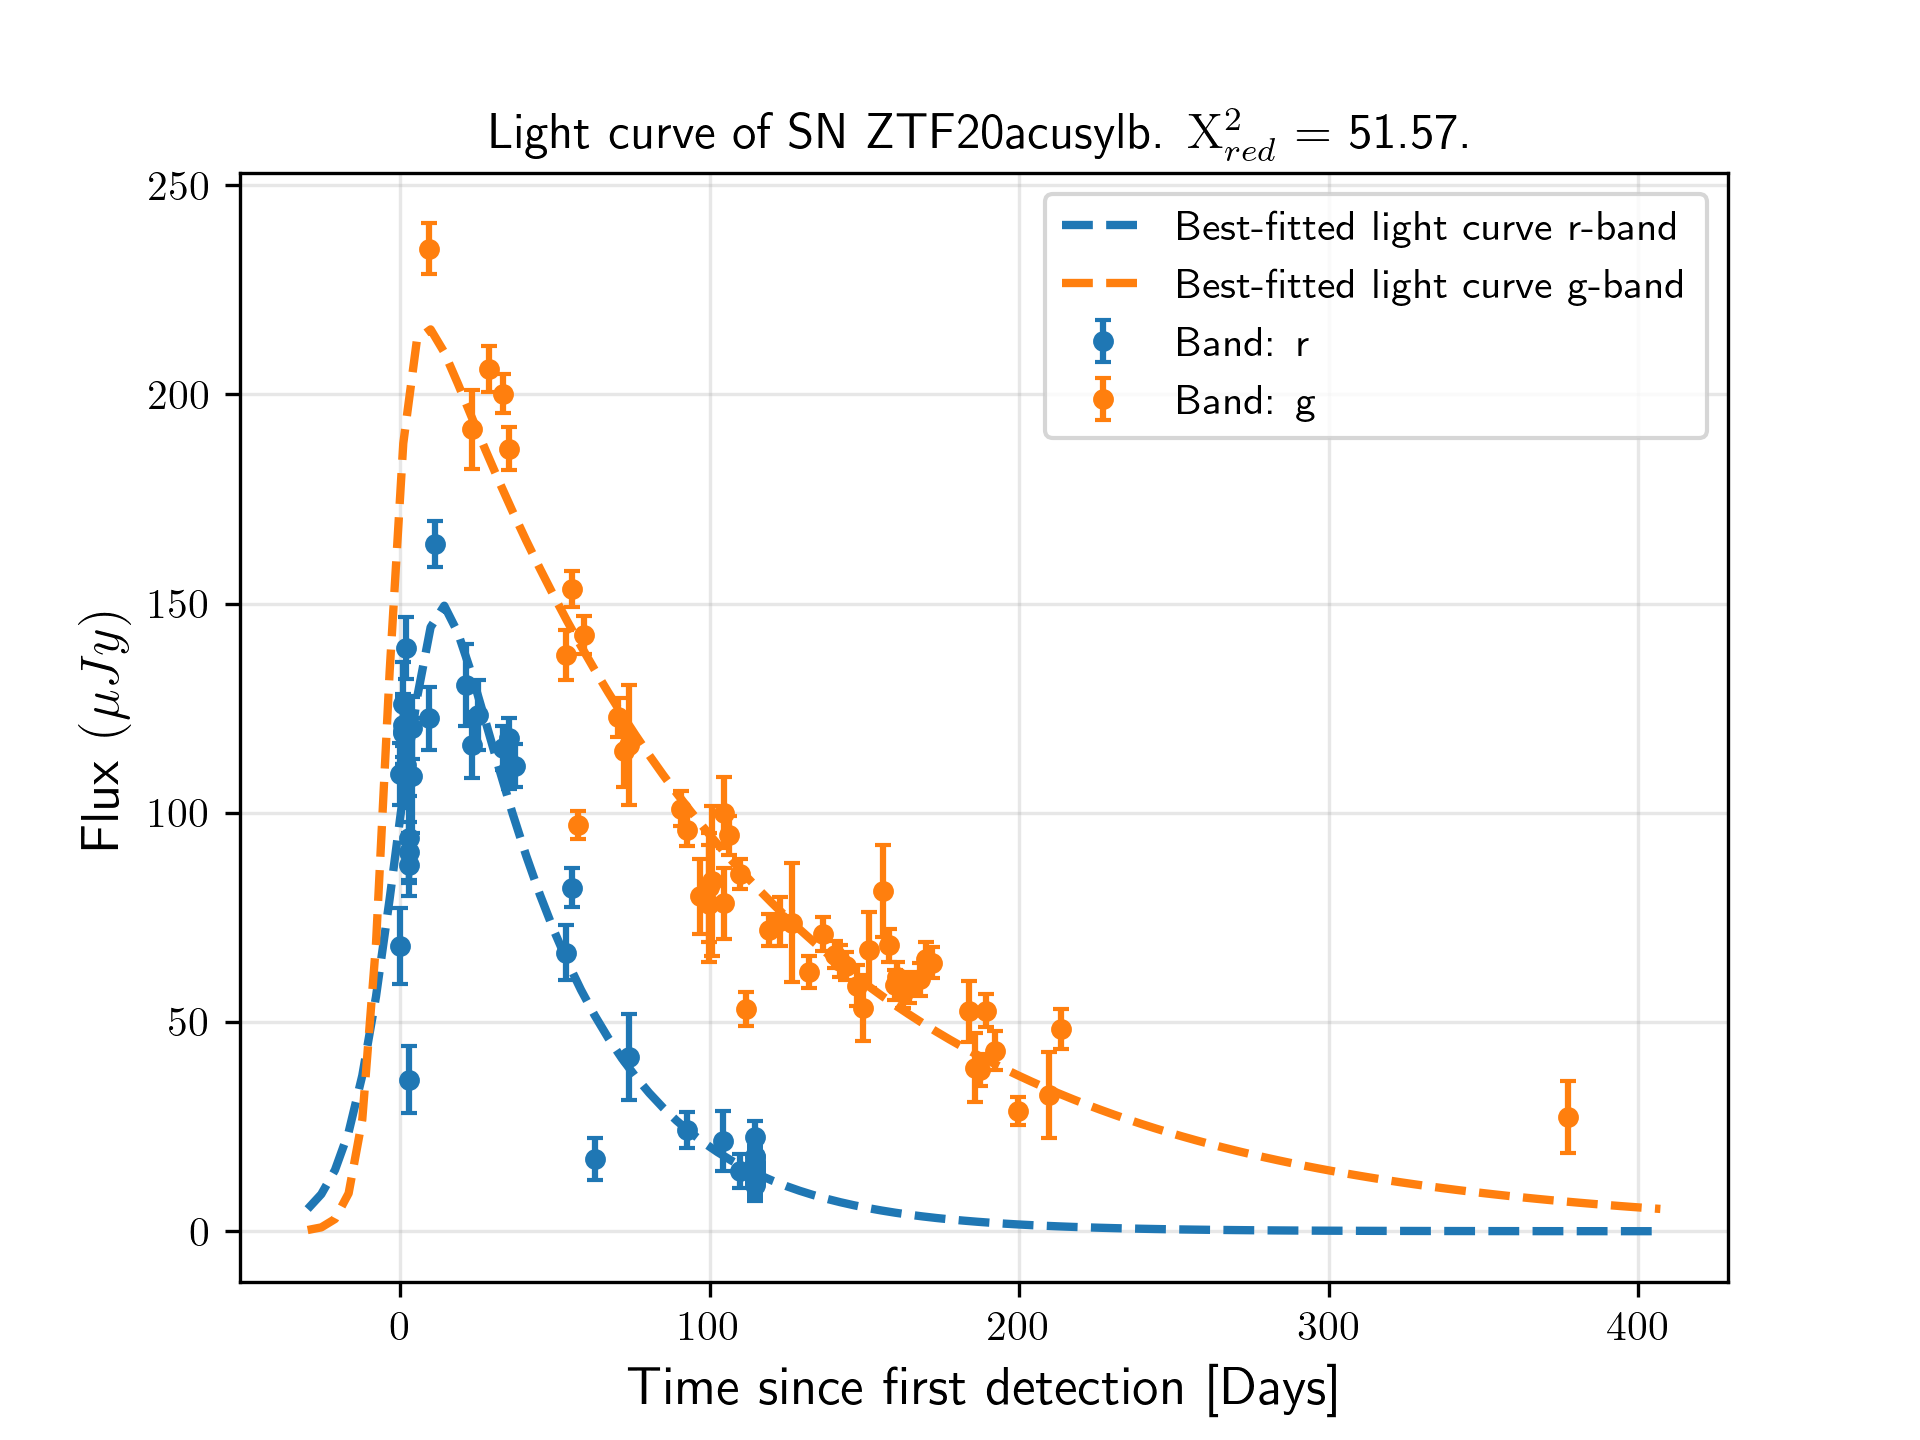 Light curve of SN ZTF20acusylb. X²_red = 51.57.
250
200
150
100
50
0
Flux (μJy)
Best-fitted light curve r-band
Best-fitted light curve g-band
Band: r
Band: g
0 100 200 300 400
Time since first detection [Days]